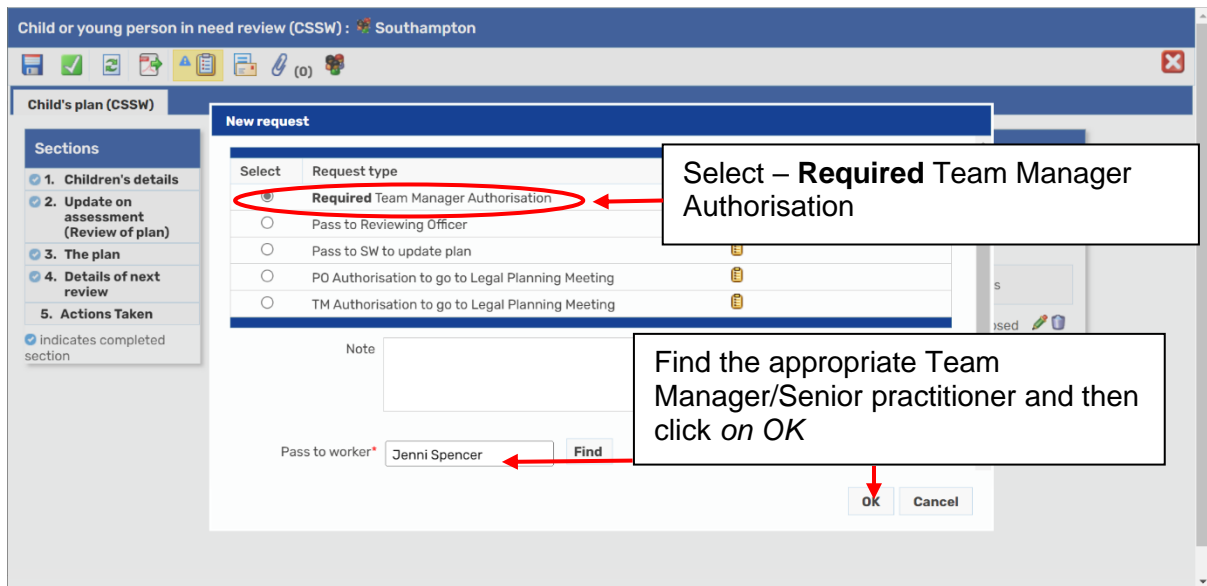 Child or young person in need review (CSSW) : Southampton
(0)
Child's plan (CSSW)
New request
Sections
1. Children's details
2. Update on
assessment
(Review of plan)
3. The plan
4. Details of next
review
5. Actions Taken
indicates completed
section
Select Request type
Required Team Manager Authorisation
Pass to Reviewing Officer
Pass to SW to update plan
PO Authorisation to go to Legal Planning Meeting
TM Authorisation to go to Legal Planning Meeting
Select – Required Team Manager
Authorisation
Note
Find the appropriate Team
Manager/Senior practitioner and then
click on OK
Pass to worker* Jenni Spencer Find
OK Cancel